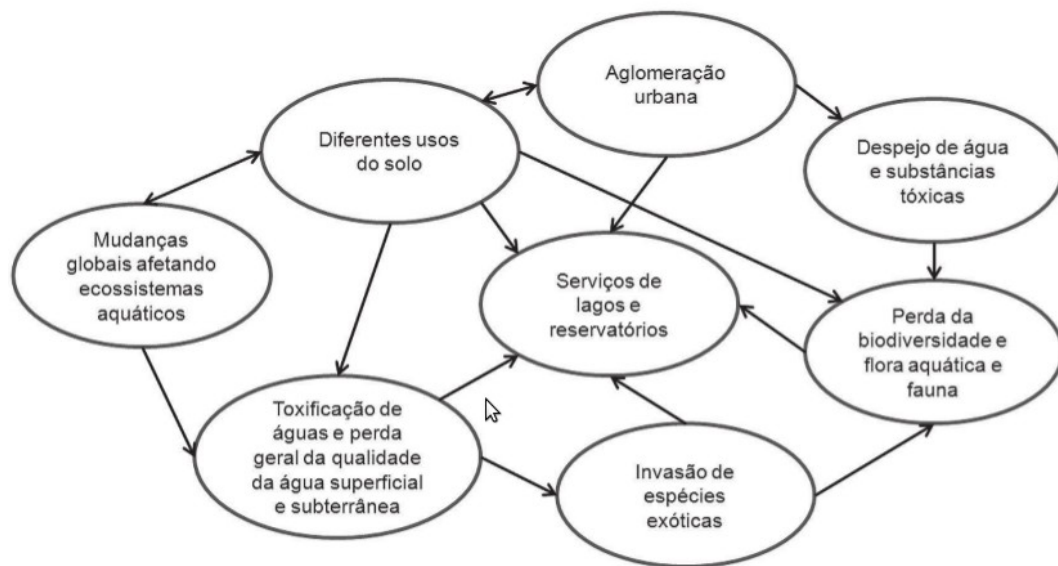 Aglomeração
urbana
Diferentes usos
do solo
Despejo de água
e substâncias
tóxicas
Mudanças
globais afetando
ecossistemas
aquáticos
Serviços de
lagos e
reservatórios
Perda da
biodiversidade e
flora aquática e
fauna
Toxificação de
águas e perda
geral da qualidade
da água superficial
e subterrânea
Invasão de
espécies
exóticas